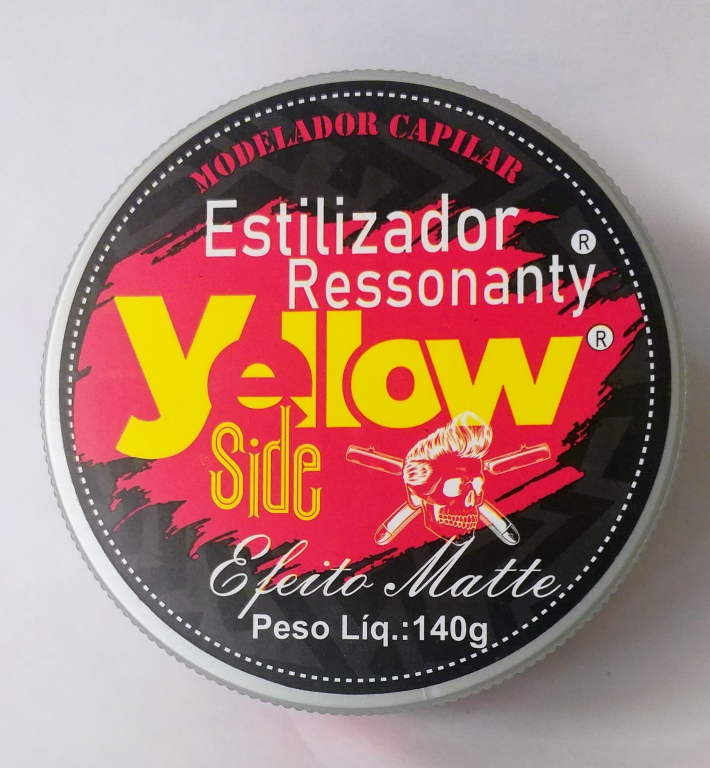 MODELADOR CAPILAR
Estilizador ®
Ressonanty
Yellow ®
Side
Efeito Matte
Peso Líq.:140g